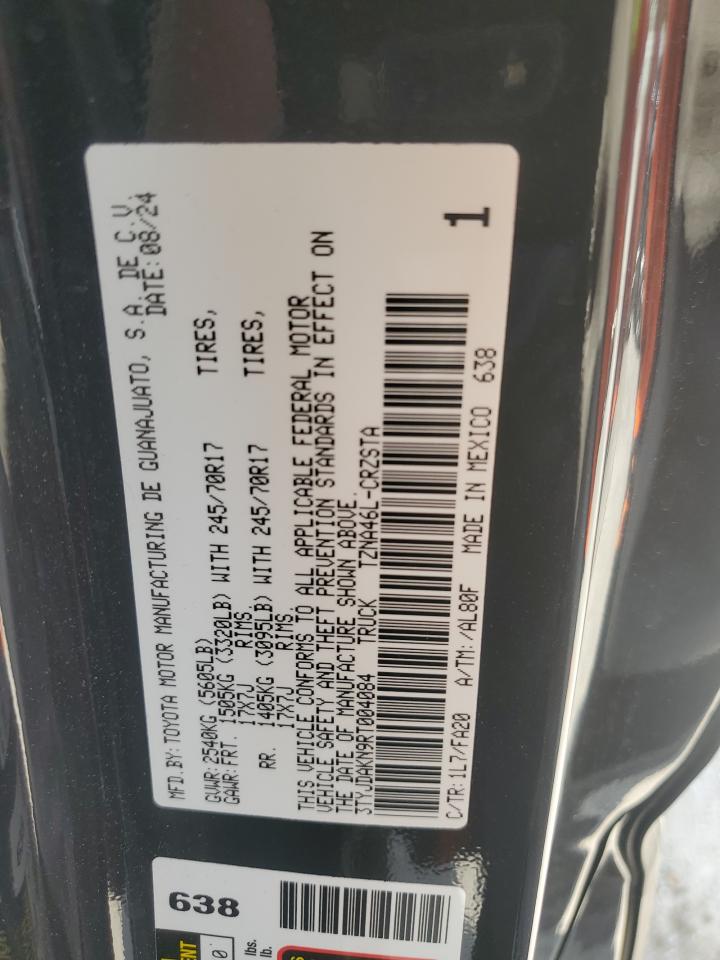 MFD.BY: TOYOTA MOTOR MANUFACTURING DE GUANAJUATO, S.A. DE C.V.
DATE: 08/24
GVWR: 2540KG (5605LB)
GAWR: FRT. 1505KG (3320LB) WITH 245/70R17 TIRES,
17X7J RIMS.
RR. 1405KG (3095LB) WITH 245/70R17 TIRES,
17X7J RIMS.
THIS VEHICLE CONFORMS TO ALL APPLICABLE FEDERAL MOTOR
VEHICLE SAFETY AND THEFT PREVENTION STANDARDS IN EFFECT ON
THE DATE OF MANUFACTURE SHOWN ABOVE.
3TYJDAKN9RT004084 TRUCK TZNA46L-CRZSTA
1
C/TR: 1L7/FA20 A/TM: /AL80F MADE IN MEXICO 638
638
lbs.
lb.
0